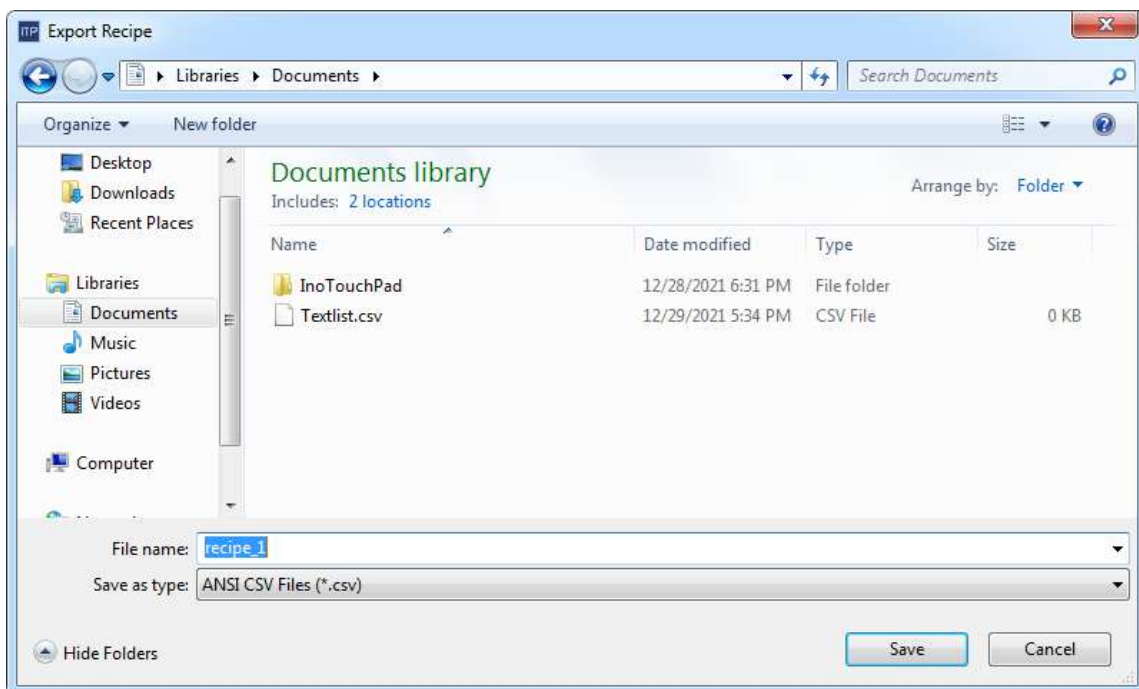 ITP Export Recipe
Libraries Documents
Search Documents
Organize New folder
Desktop
Downloads
Recent Places
Libraries
Documents
Music
Pictures
Videos
Computer
Documents library
Includes: 2 locations
Arrange by: Folder
Name Date modified Type Size
InoTouchPad 12/28/2021 6:31 PM File folder
Textlist.csv 12/29/2021 5:34 PM CSV File 0 KB
File name: recipe_1
Save as type: ANSI CSV Files (*.csv)
Hide Folders
Save Cancel